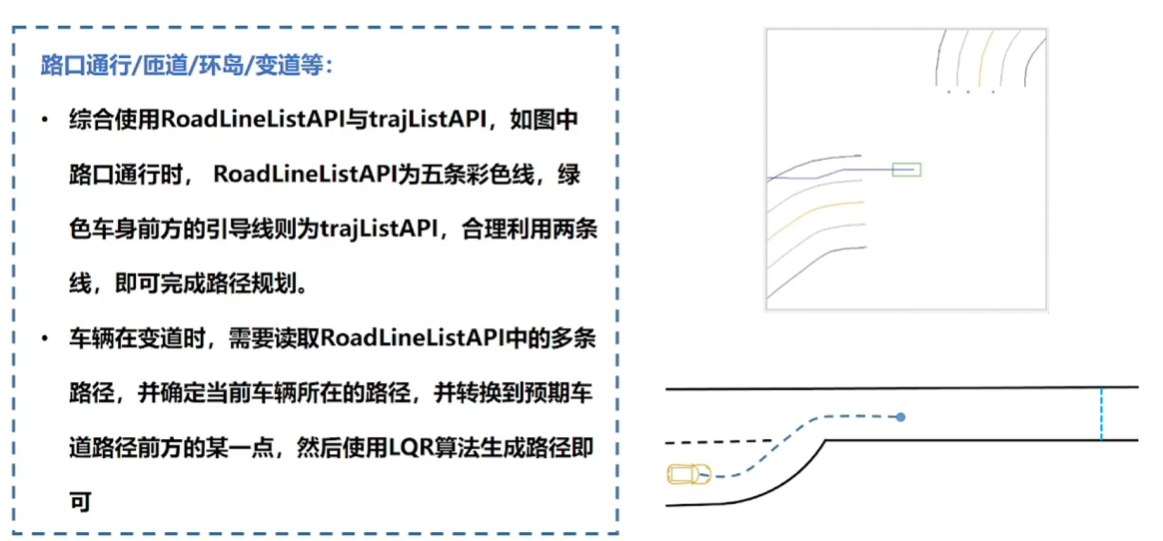 路口通行/匝道/环岛/变道等：
• 综合使用RoadLineListAPI与trajListAPI，如图中
路口通行时， RoadLineListAPI为五条彩色线，绿
色车身前方的引导线则为trajListAPI，合理利用两条
线，即可完成路径规划。
• 车辆在变道时，需要读取RoadLineListAPI中的多条
路径，并确定当前车辆所在的路径，并转换到预期车
道路径前方的某一点，然后使用LQR算法生成路径即
可